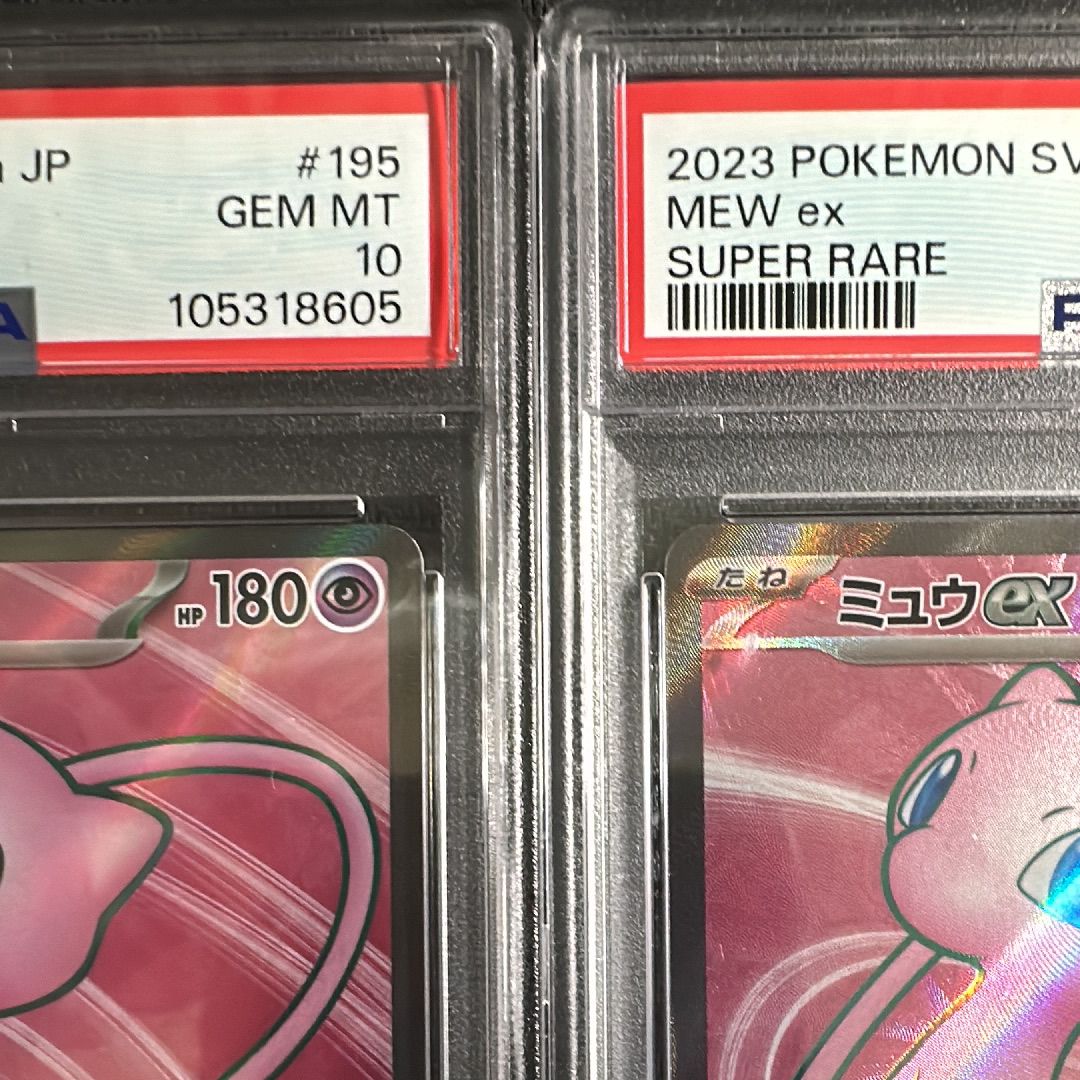 JP #195
GEM MT
10
105318605
HP 180
2023 POKEMON SV
MEW ex
SUPER RARE
たね ミュウex